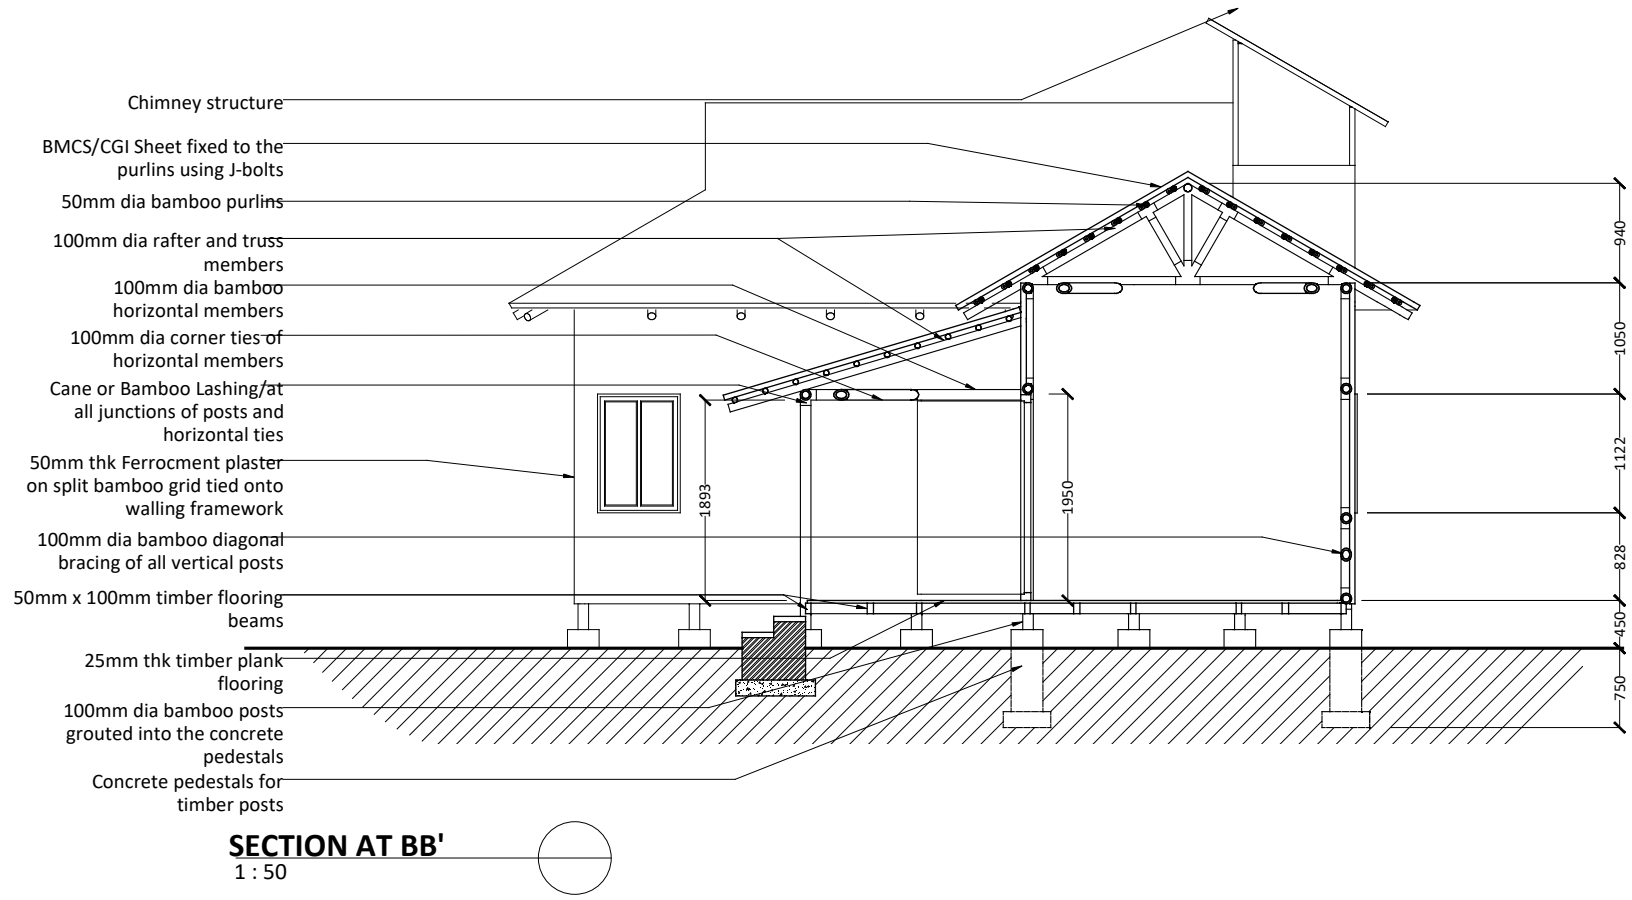 Chimney structure
BMCS/CGI Sheet fixed to the
purlins using J-bolts
50mm dia bamboo purlins
100mm dia rafter and truss
members
100mm dia bamboo
horizontal members
100mm dia corner ties of
horizontal members
Cane or Bamboo Lashing/at
all junctions of posts and
horizontal ties
50mm thk Ferrocment plaster
on split bamboo grid tied onto
walling framework
100mm dia bamboo diagonal
bracing of all vertical posts
50mm x 100mm timber flooring
beams
25mm thk timber plank
flooring
100mm dia bamboo posts
grouted into the concrete
pedestals
Concrete pedestals for
timber posts
1893
1950
940
1050
1122
828
450
750
SECTION AT BB'
1 : 50